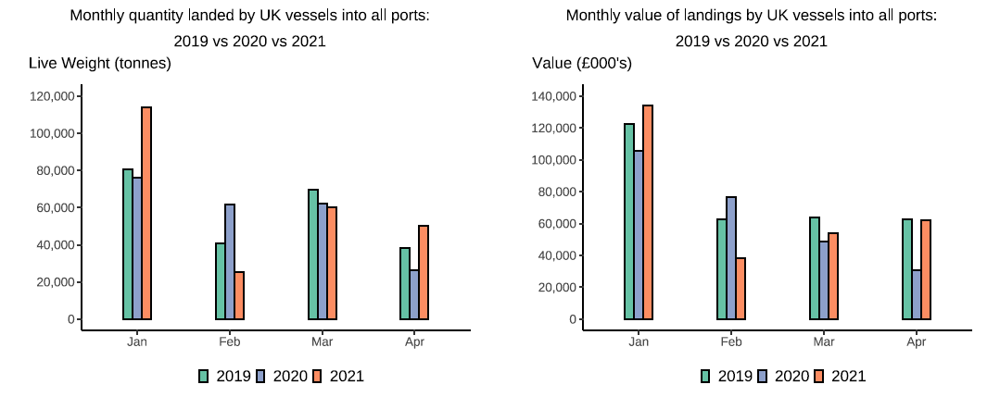 Monthly quantity landed by UK vessels into all ports:
2019 vs 2020 vs 2021
Live Weight (tonnes)
120,000
100,000
80,000
60,000
40,000
20,000
0
Jan Feb Mar Apr
2019 2020 2021
Monthly value of landings by UK vessels into all ports:
2019 vs 2020 vs 2021
Value (£000's)
140,000
120,000
100,000
80,000
60,000
40,000
20,000
0
Jan Feb Mar Apr
2019 2020 2021